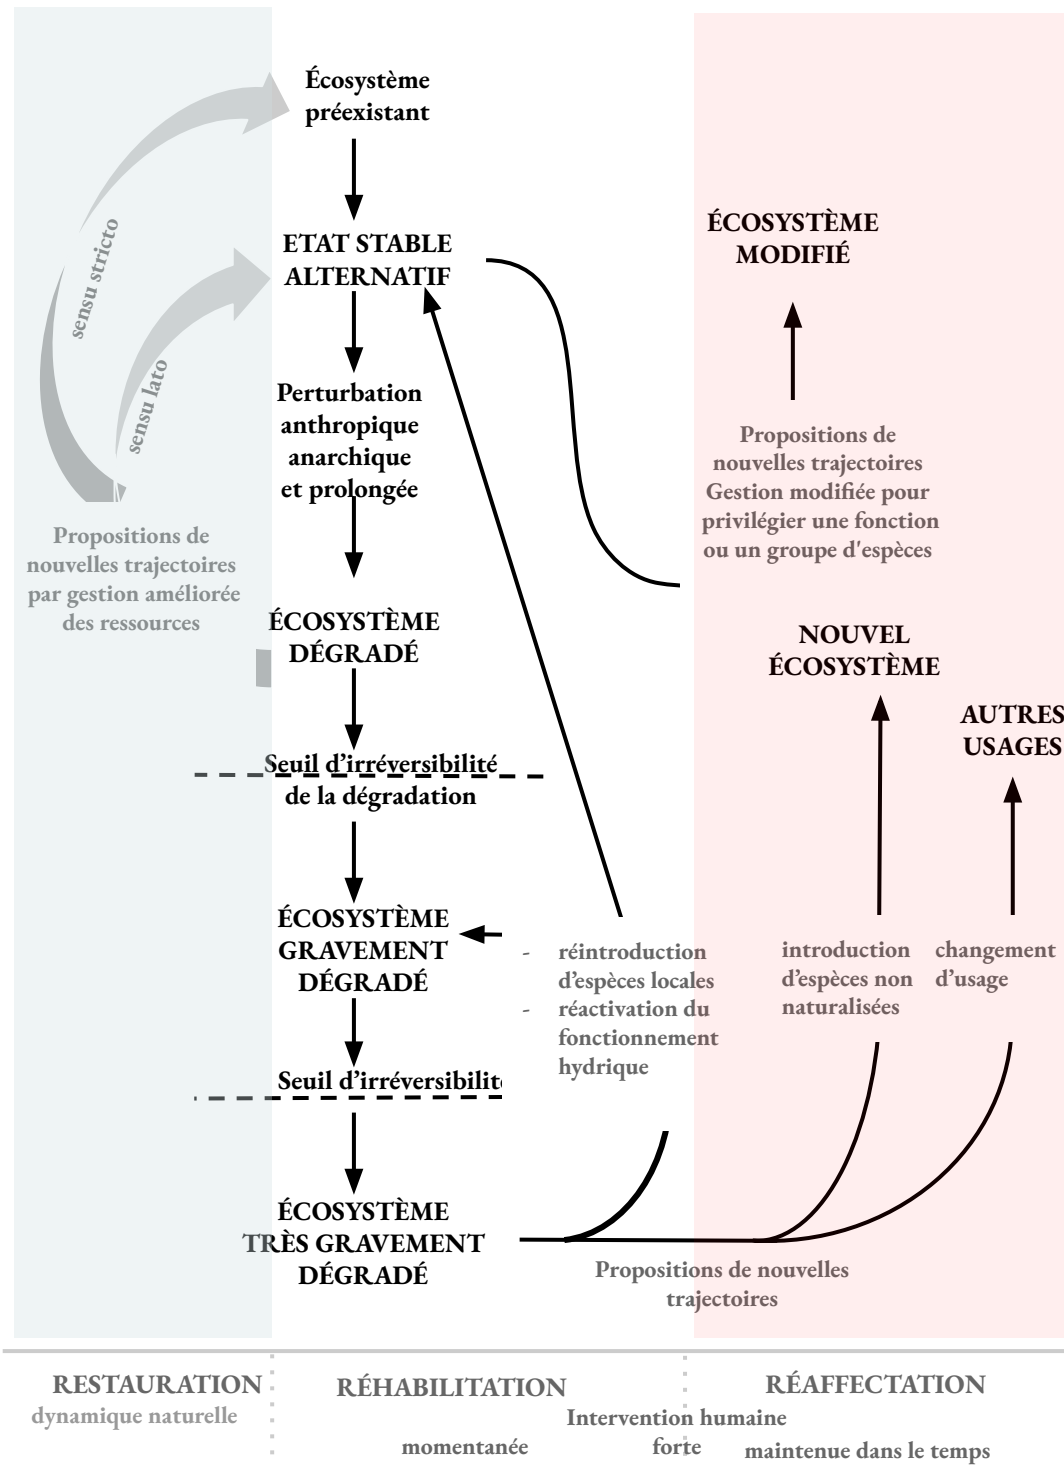 Écosystème
préexistant
sensu stricto
ETAT STABLE
ALTERNATIF
sensu lato
Perturbation
anthropique
anarchique
et prolongée
Propositions de
nouvelles trajectoires
par gestion améliorée
des ressources
ÉCOSYSTÈME
DÉGRADÉ
Seuil d’irréversibilité
de la dégradation
ÉCOSYSTÈME
GRAVEMENT
DÉGRADÉ
Seuil d’irréversibilité
ÉCOSYSTÈME
TRÈS GRAVEMENT
DÉGRADÉ
- réintroduction
d’espèces locales
- réactivation du
fonctionnement
hydrique
ÉCOSYSTÈME
MODIFIÉ
Propositions de
nouvelles trajectoires
Gestion modifiée pour
privilégier une fonction
ou un groupe d'espèces
NOUVEL
ÉCOSYSTÈME
AUTRES
USAGES
introduction
d’espèces non
naturalisées
changement
d’usage
Propositions de nouvelles
trajectoires
RESTAURATION
dynamique naturelle
RÉHABILITATION
RÉAFFECTATION
Intervention humaine
forte
momentanée
maintenue dans le temps